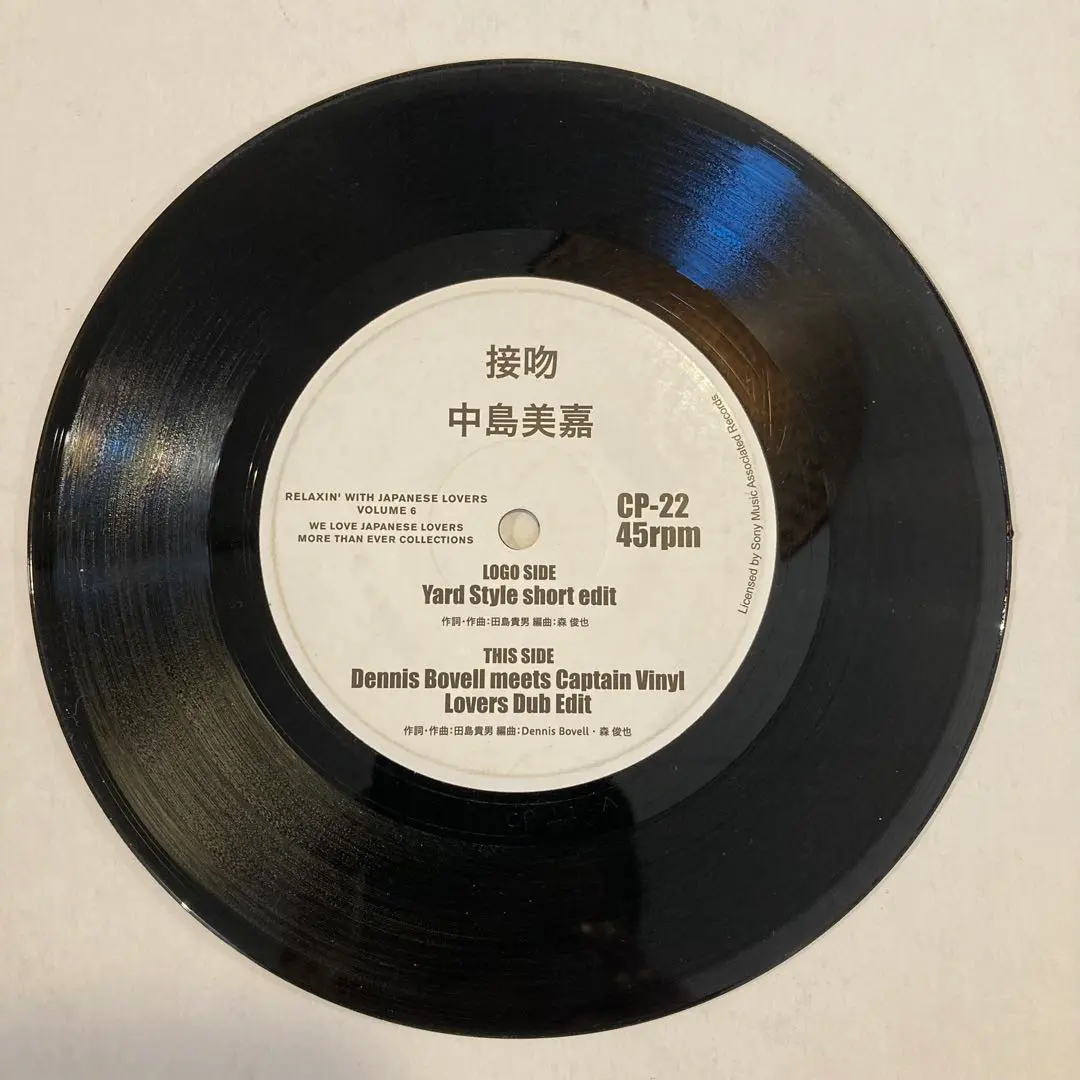 接吻
中島美嘉
RELAXIN' WITH JAPANESE LOVERS
VOLUME 6
WE LOVE JAPANESE LOVERS
MORE THAN EVER COLLECTIONS
CP-22
45rpm
Licensed by Sony Music Associated Records
LOGO SIDE
Yard Style short edit
作詞・作曲：田島貴男 編曲：森 俊也
THIS SIDE
Dennis Bovell meets Captain Vinyl
Lovers Dub Edit
作詞・作曲：田島貴男 編曲：Dennis Bovell・森 俊也